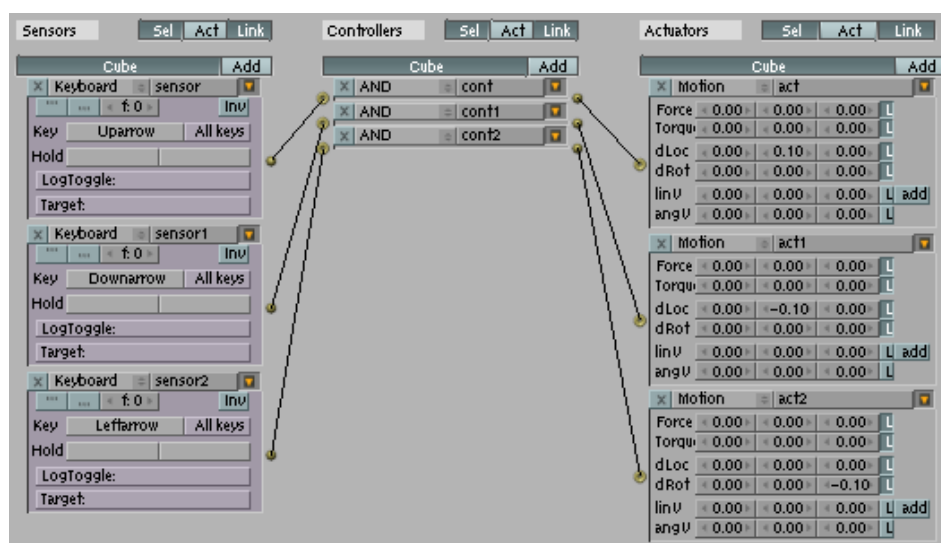 Sensors Sel Act Link
Cube Add
X Keyboard sensor
f: 0 Inv
Key Uparrow All keys
Hold
LogToggle:
Target:
X Keyboard sensor1
f: 0 Inv
Key Downarrow All keys
Hold
LogToggle:
Target:
X Keyboard sensor2
f: 0 Inv
Key Leftarrow All keys
Hold
LogToggle:
Target:
Controllers Sel Act Link
Cube Add
X AND cont
X AND cont1
X AND cont2
Actuators Sel Act Link
Cube Add
X Motion act
Force 0.00 0.00 0.00 L
Torqu 0.00 0.00 0.00 L
dLoc 0.00 0.10 0.00 L
dRot 0.00 0.00 0.00 L
linV 0.00 0.00 0.00 L add
angV 0.00 0.00 0.00 L
X Motion act1
Force 0.00 0.00 0.00 L
Torqu 0.00 0.00 0.00 L
dLoc 0.00 -0.10 0.00 L
dRot 0.00 0.00 0.00 L
linV 0.00 0.00 0.00 L add
angV 0.00 0.00 0.00 L
X Motion act2
Force 0.00 0.00 0.00 L
Torqu 0.00 0.00 0.00 L
dLoc 0.00 0.00 0.00 L
dRot 0.00 0.00 -0.10 L
linV 0.00 0.00 0.00 L add
angV 0.00 0.00 0.00 L